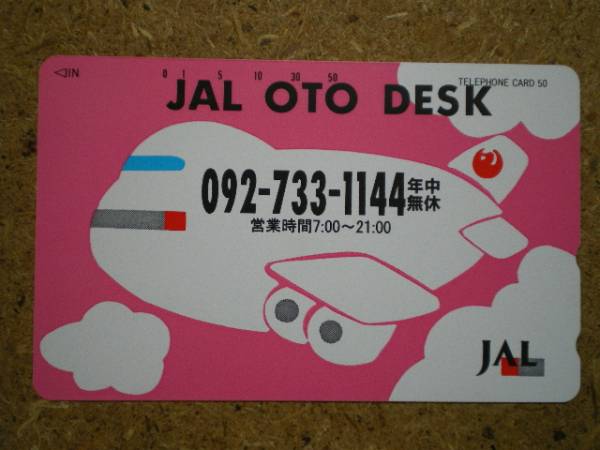 ◁IN
0 1 5 10 30 50
TELEPHONE CARD 50
JAL OTO DESK
092-733-1144 年中無休
営業時間7:00〜21:00
JAL